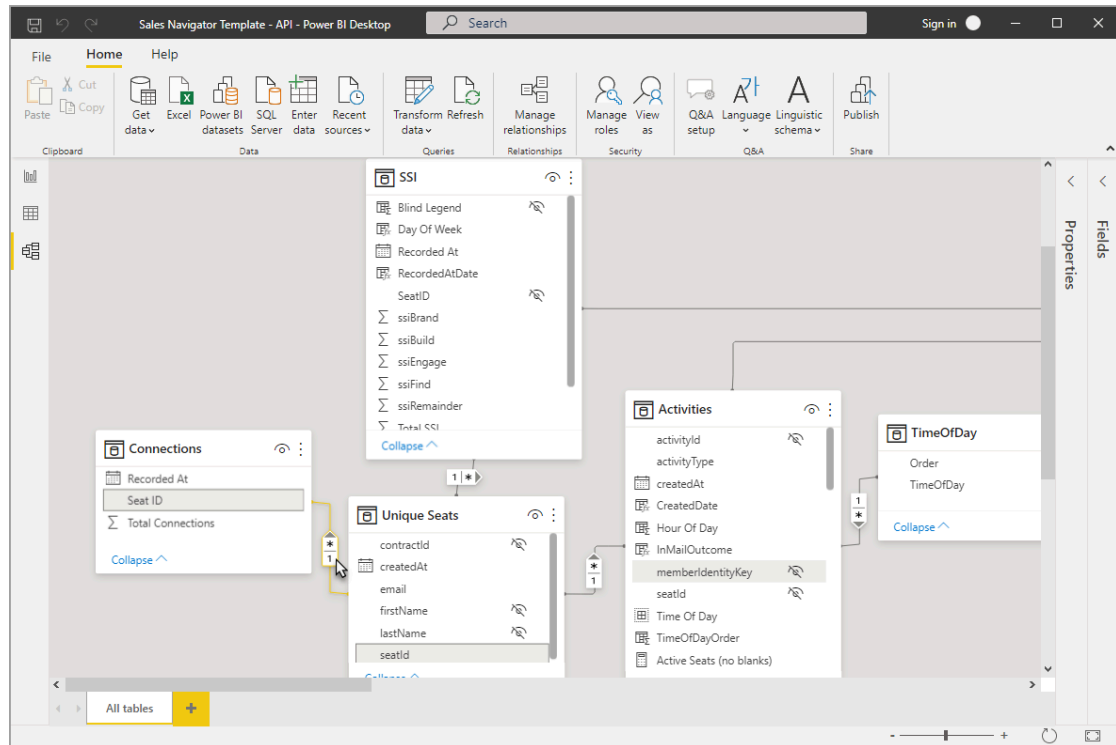 Sales Navigator Template - API - Power BI Desktop
Search
Sign in
File
Home
Help
Paste
Cut
Copy
Get data
Excel
Power BI datasets
SQL Server
Enter data
Recent sources
Transform data
Refresh
Manage relationships
Manage roles
View as
Q&A setup
Language
Linguistic schema
Publish
Clipboard
Data
Queries
Relationships
Security
Q&A
Share
SSI
Blind Legend
Day Of Week
Recorded At
RecordedAtDate
SeatID
ssiBrand
ssiBuild
ssiEngage
ssiFind
ssiRemainder
Total SSI
Collapse
Connections
Recorded At
Seat ID
Total Connections
Collapse
1 *
*
1
Unique Seats
contractId
createdAt
email
firstName
lastName
seatId
Collapse
*
1
Activities
activityId
activityType
createdAt
CreatedDate
Hour Of Day
InMailOutcome
memberIdentityKey
seatId
Time Of Day
TimeOfDayOrder
Active Seats (no blanks)
1
*
TimeOfDay
Order
TimeOfDay
Collapse
Properties
Fields
All tables